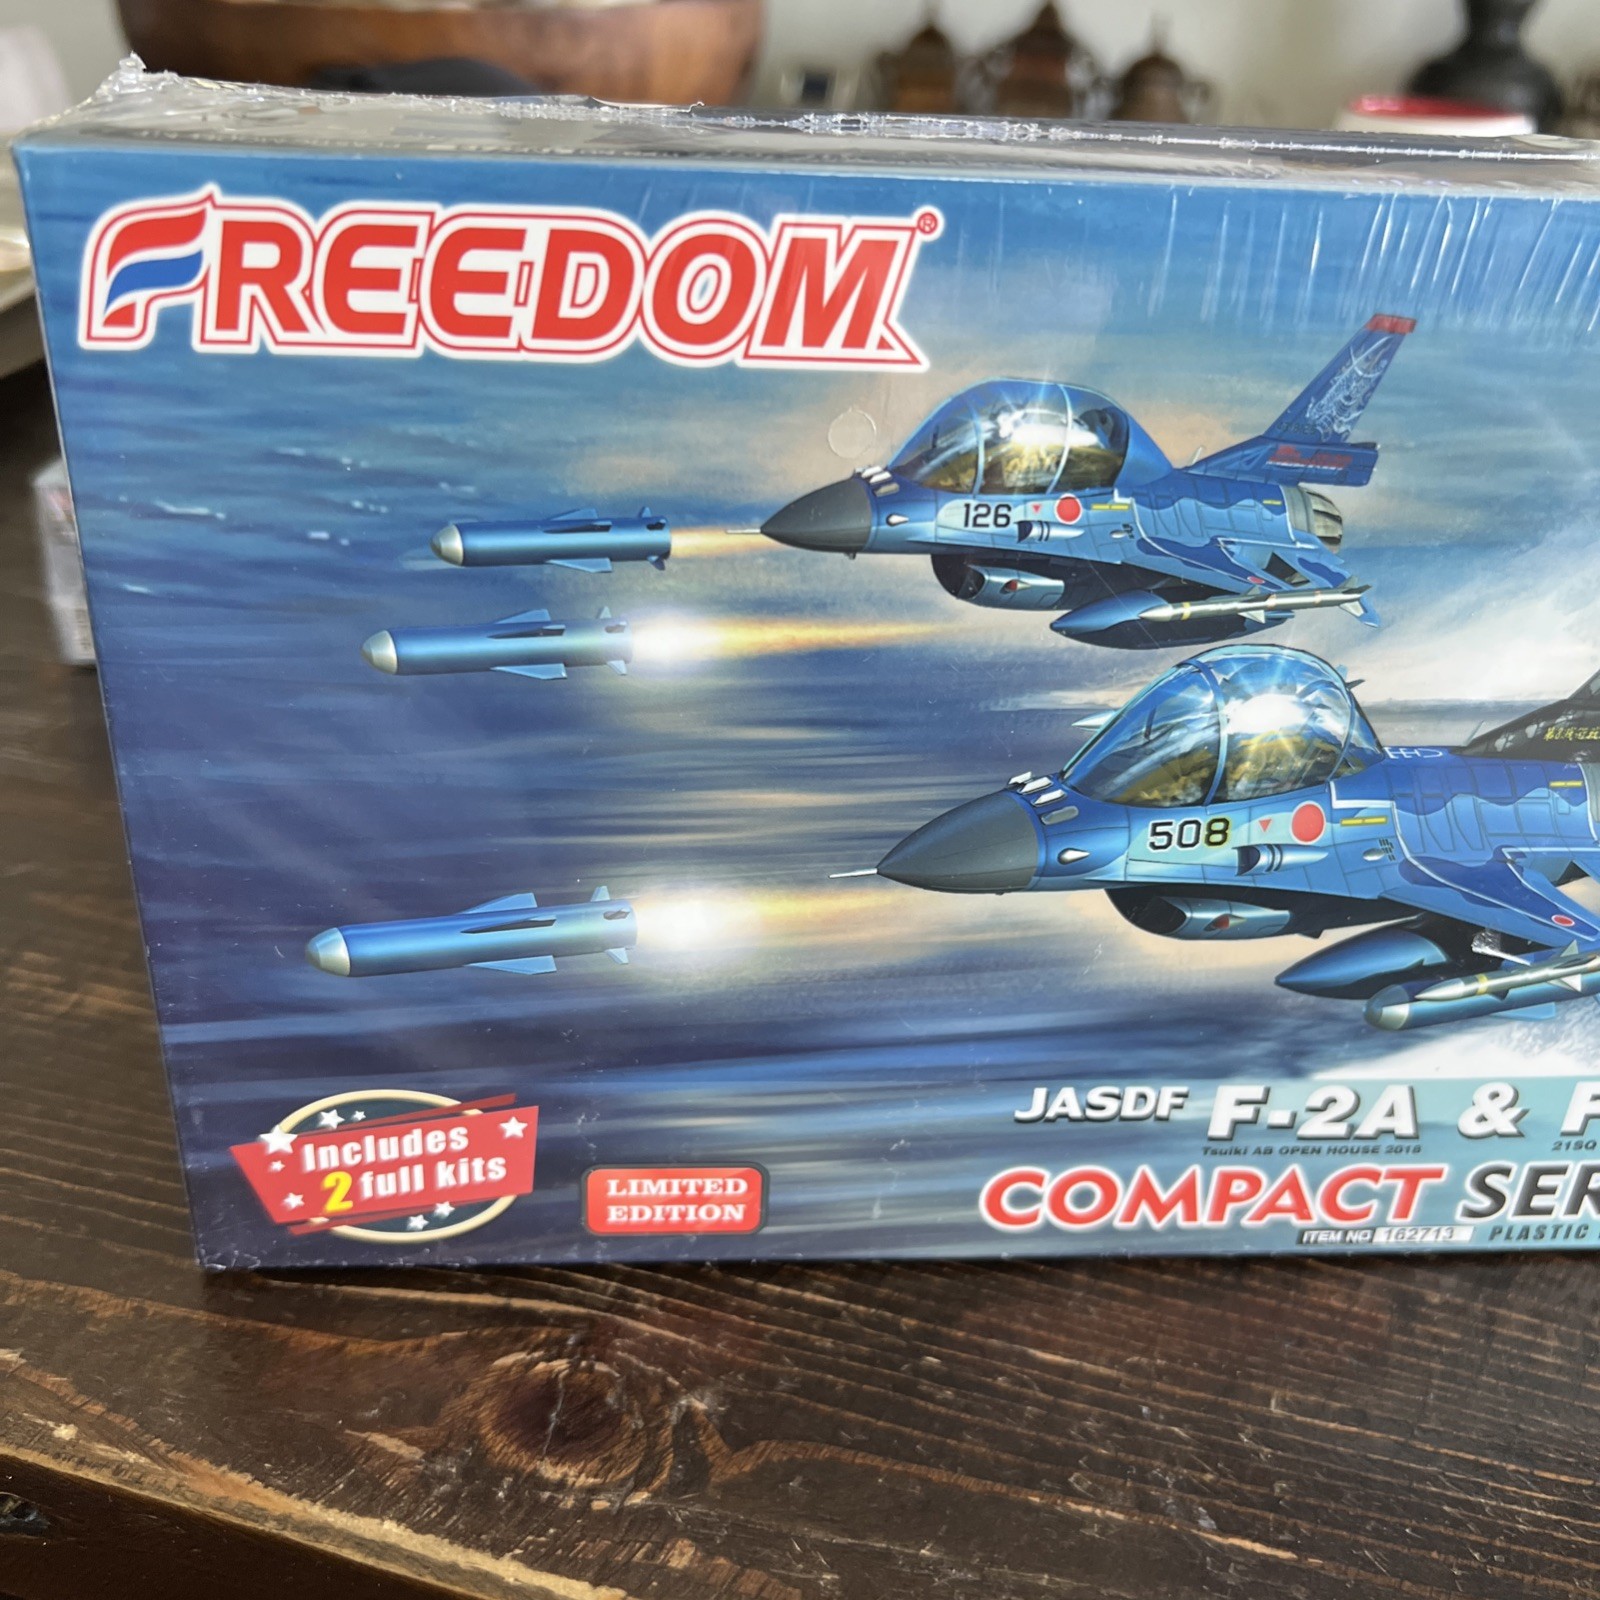 FREEDOM®
126
508
JASDF F-2A & F
Tsuiki AB OPEN HOUSE 2018
21SQ
COMPACT SER
ITEM NO 162713 PLASTIC
Includes
2 full kits
LIMITED
EDITION